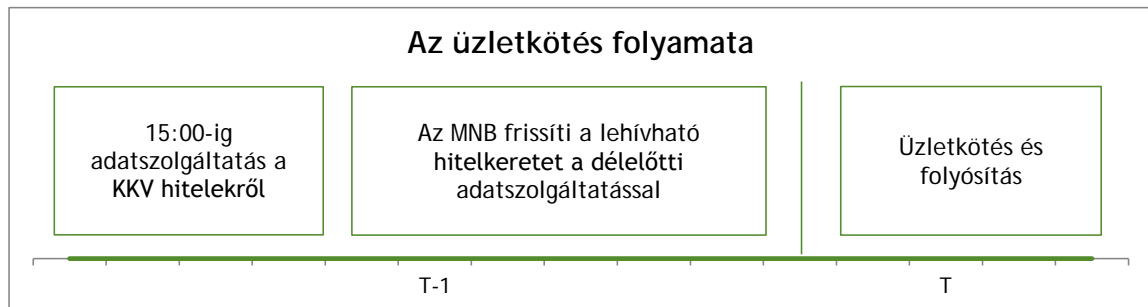 Az üzletkötés folyamata
15:00-ig
adatszolgáltatás a
KKV hitelekről
Az MNB frissíti a lehívható
hitelkeretet a délelőtti
adatszolgáltatással
Üzletkötés és
folyósítás
T-1
T